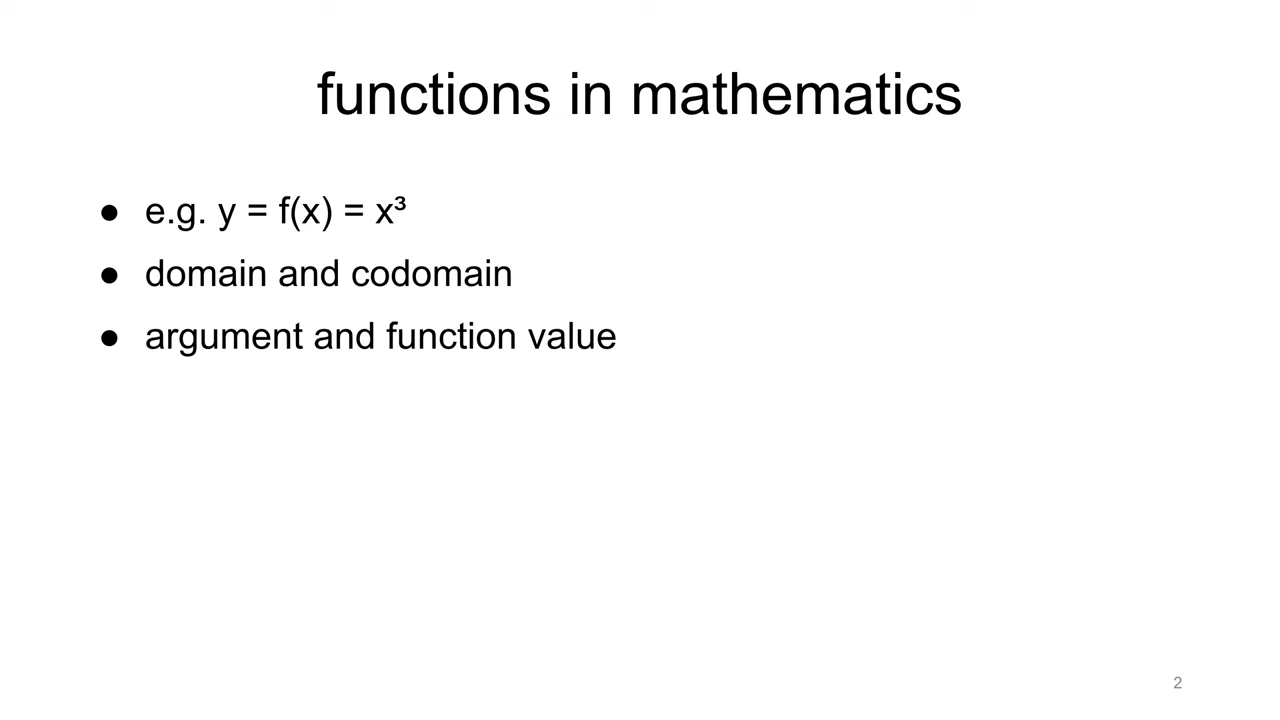 functions in mathematics
● e.g. y = f(x) = x³
● domain and codomain
● argument and function value
2